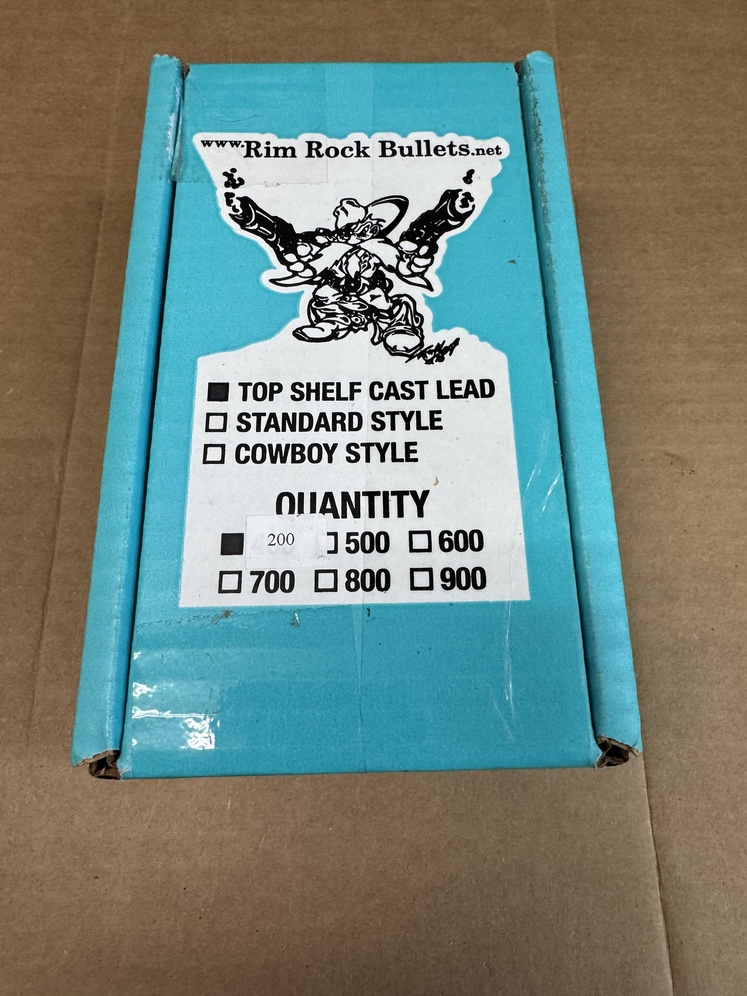 www.Rim Rock Bullets.net
TOP SHELF CAST LEAD
STANDARD STYLE
COWBOY STYLE
QUANTITY
200 500 600
700 800 900